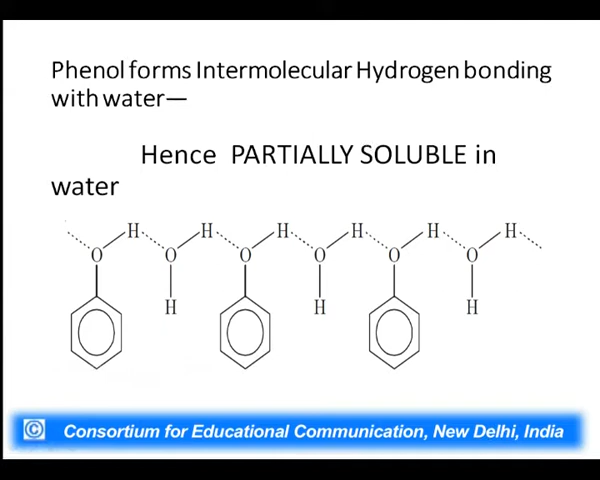 Phenol forms Intermolecular Hydrogen bonding
with water—
Hence PARTIALLY SOLUBLE in
water
H H H H H H
O O O O O O
H H H
© Consortium for Educational Communication, New Delhi, India